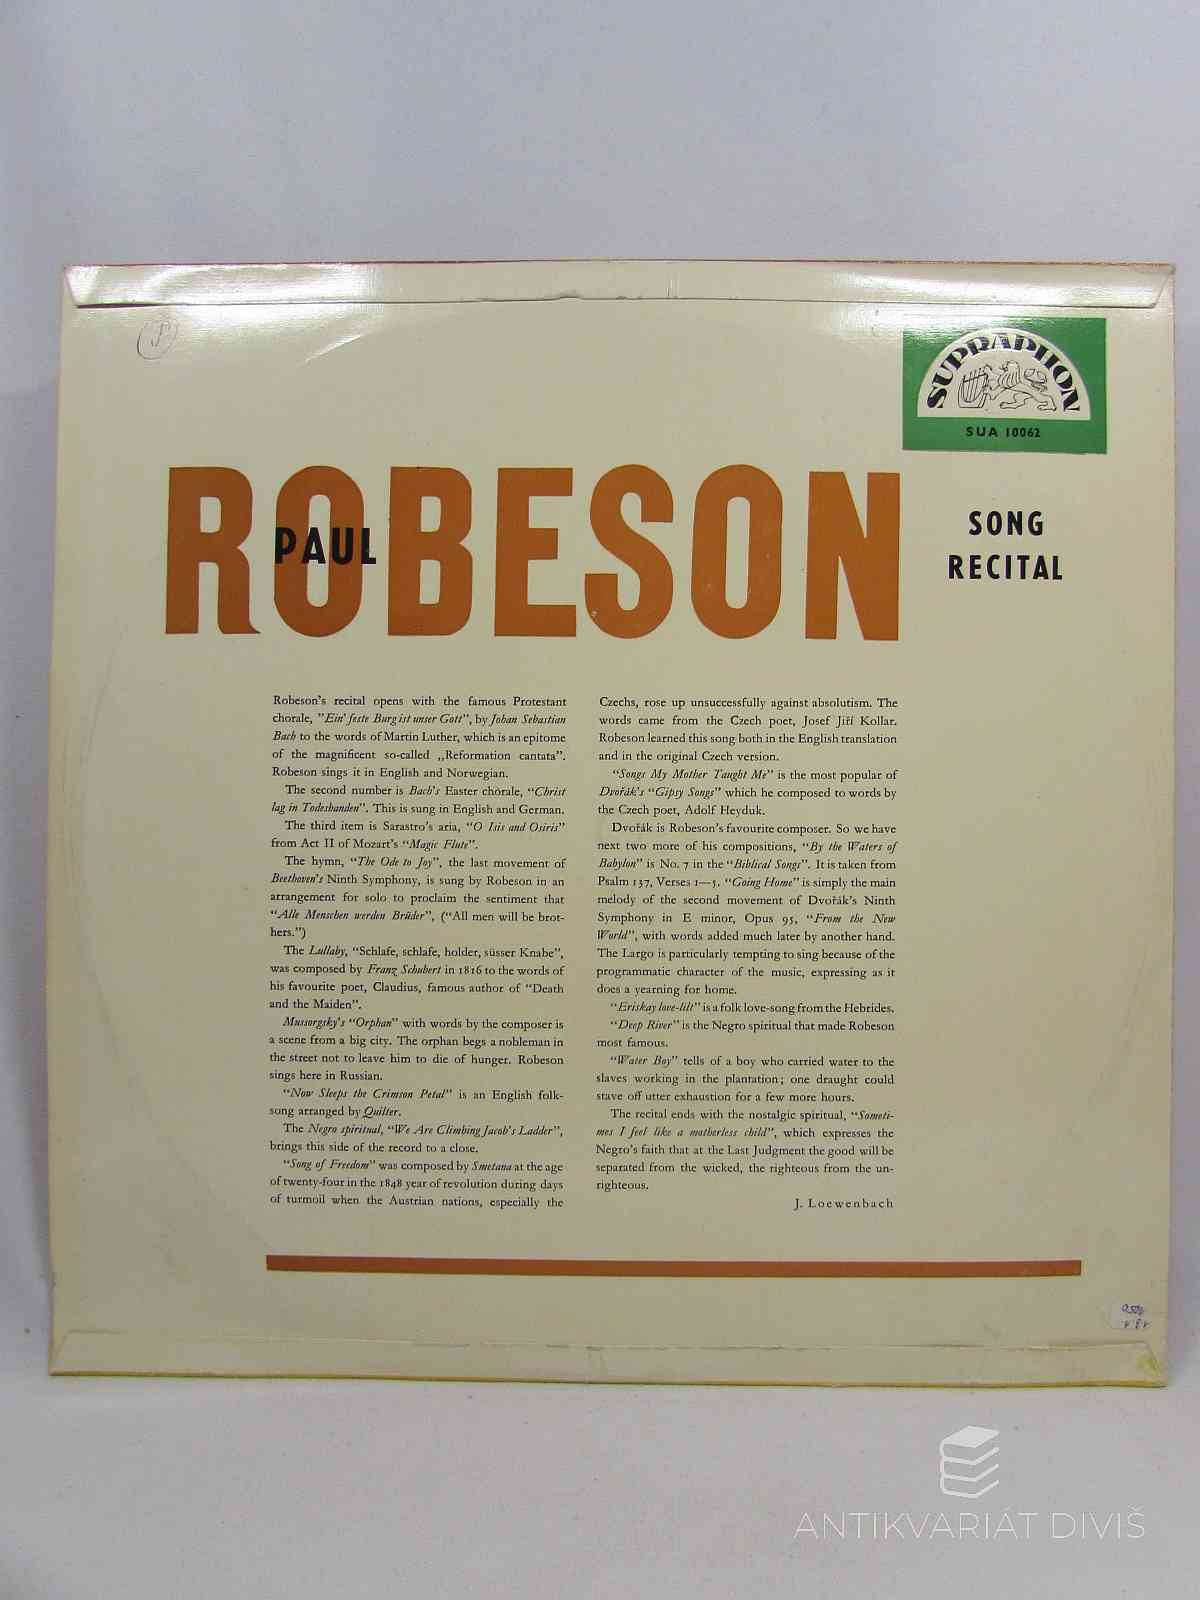 SUPRAPHON
SUA 10062
PAUL
ROBESON
SONG
RECITAL
Robeson's recital opens with the famous Protestant
chorale, "Ein' feste Burg ist unser Gott", by Johan Sebastian
Bach to the words of Martin Luther, which is an epitome
of the magnificent so-called „Reformation cantata".
Robeson sings it in English and Norwegian.
The second number is Bach's Easter chòrale, "Christ
lag in Todesbanden". This is sung in English and German.
The third item is Sarastro's aria, "O Isis and Osiris"
from Act II of Mozart's "Magic Flute".
The hymn, "The Ode to Joy", the last movement of
Beethoven's Ninth Symphony, is sung by Robeson in an
arrangement for solo to proclaim the sentiment that
"Alle Menschen werden Brüder", ("All men will be brot-
hers.")
The Lullaby, "Schlafe, schlafe, holder, süsser Knabe",
was composed by Franz Schubert in 1816 to the words of
his favourite poet, Claudius, famous author of "Death
and the Maiden".
Mussorgsky's "Orphan" with words by the composer is
a scene from a big city. The orphan begs a nobleman in
the street not to leave him to die of hunger. Robeson
sings here in Russian.
"Now Sleeps the Crimson Petal" is an English folk-
song arranged by Quilter.
The Negro spiritual, "We Are Climbing Jacob's Ladder",
brings this side of the record to a close.
"Song of Freedom" was composed by Smetana at the age
of twenty-four in the 1848 year of revolution during days
of turmoil when the Austrian nations, especially the
Czechs, rose up unsuccessfully against absolutism. The
words came from the Czech poet, Josef Jiří Kollar.
Robeson learned this song both in the English translation
and in the original Czech version.
"Songs My Mother Taught Me" is the most popular of
Dvořák's "Gipsy Songs" which he composed to words by
the Czech poet, Adolf Heyduk.
Dvořák is Robeson's favourite composer. So we have
next two more of his compositions, "By the Waters of
Babylon" is No. 7 in the "Biblical Songs". It is taken from
Psalm 137, Verses 1—5. "Going Home" is simply the main
melody of the second movement of Dvořák's Ninth
Symphony in E minor, Opus 95, "From the New
World", with words added much later by another hand.
The Largo is particularly tempting to sing because of the
programmatic character of the music, expressing as it
does a yearning for home.
"Eriskay love-lilt" is a folk love-song from the Hebrides.
"Deep River" is the Negro spiritual that made Robeson
most famous.
"Water Boy" tells of a boy who carried water to the
slaves working in the plantation; one draught could
stave off utter exhaustion for a few more hours.
The recital ends with the nostalgic spiritual, "Someti-
mes I feel like a motherless child", which expresses the
Negro's faith that at the Last Judgment the good will be
separated from the wicked, the righteous from the un-
righteous.
J. Loewenbach
ANTIKVARIÁT DIVIŠ